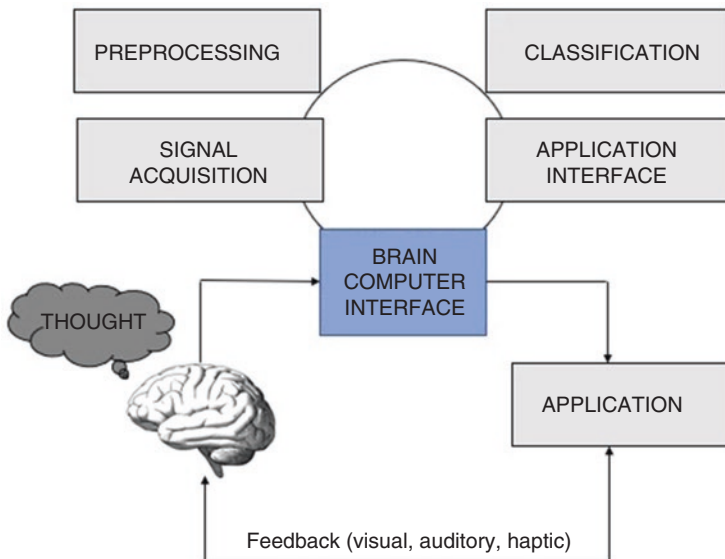 PREPROCESSING
CLASSIFICATION
SIGNAL
ACQUISITION
APPLICATION
INTERFACE
BRAIN
COMPUTER
INTERFACE
THOUGHT
APPLICATION
Feedback (visual, auditory, haptic)